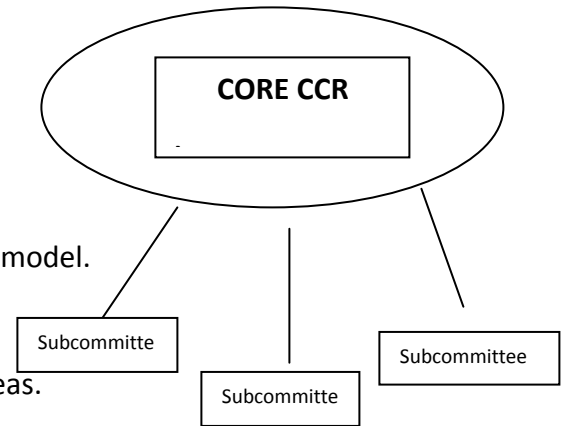 CORE CCR
-
model.
Subcommitte
Subcommittee
eas.
Subcommitte